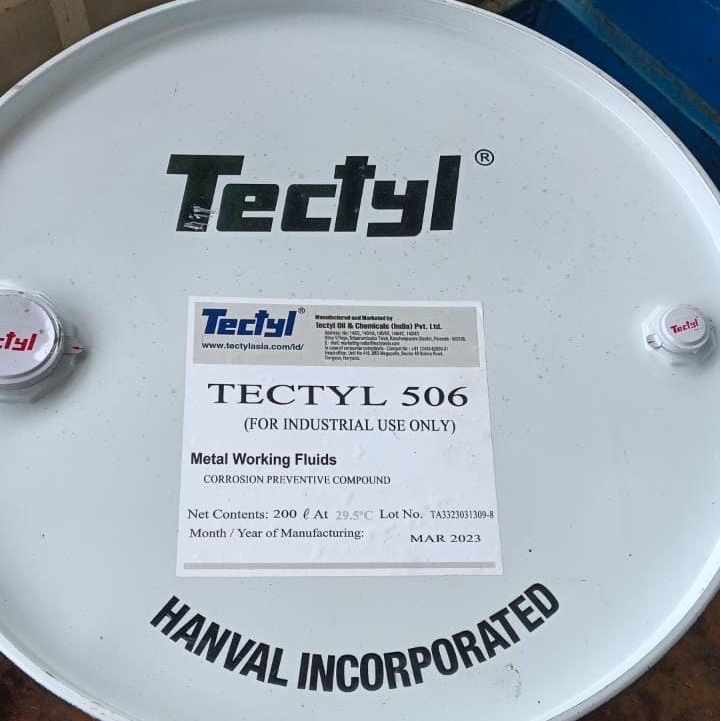 Tectyl®
Tectyl®
www.tectylasia.com/id/
Manufactured and Marketed by
Tectyl Oil & Chemicals (India) Pvt. Ltd.
ctyl®
Tectyl
TECTYL 506
(FOR INDUSTRIAL USE ONLY)
Metal Working Fluids
CORROSION PREVENTIVE COMPOUND
Net Contents: 200 ℓ At 29.5°C Lot No. TA3323031309-8
Month / Year of Manufacturing: MAR 2023
HANVAL INCORPORATED